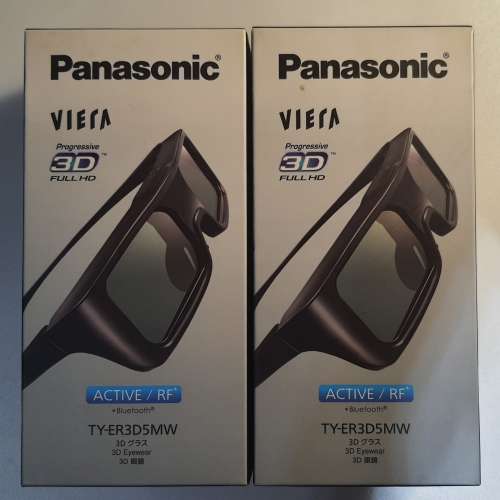 Panasonic®
VIERA
Progressive
3D™
FULL HD
ACTIVE / RF*
*Bluetooth®
TY-ER3D5MW
3D グラス
3D Eyewear
3D 眼鏡
Panasonic®
VIERA
Progressive
3D™
FULL HD
ACTIVE / RF*
*Bluetooth®
TY-ER3D5MW
3D グラス
3D Eyewear
3D 眼鏡